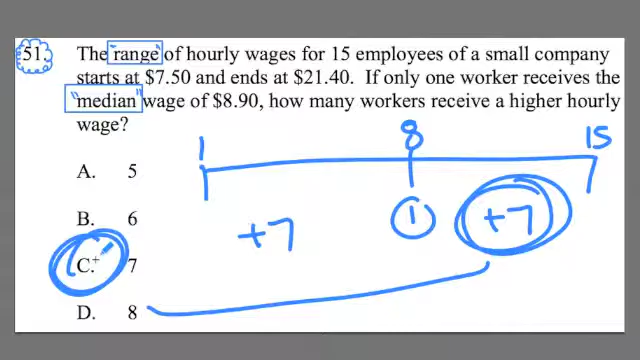 51. The "range" of hourly wages for 15 employees of a small company
starts at $7.50 and ends at $21.40. If only one worker receives the
"median" wage of $8.90, how many workers receive a higher hourly
wage?
1 8 15
A. 5
B. 6
+7 1 +7
C. 7
D. 8